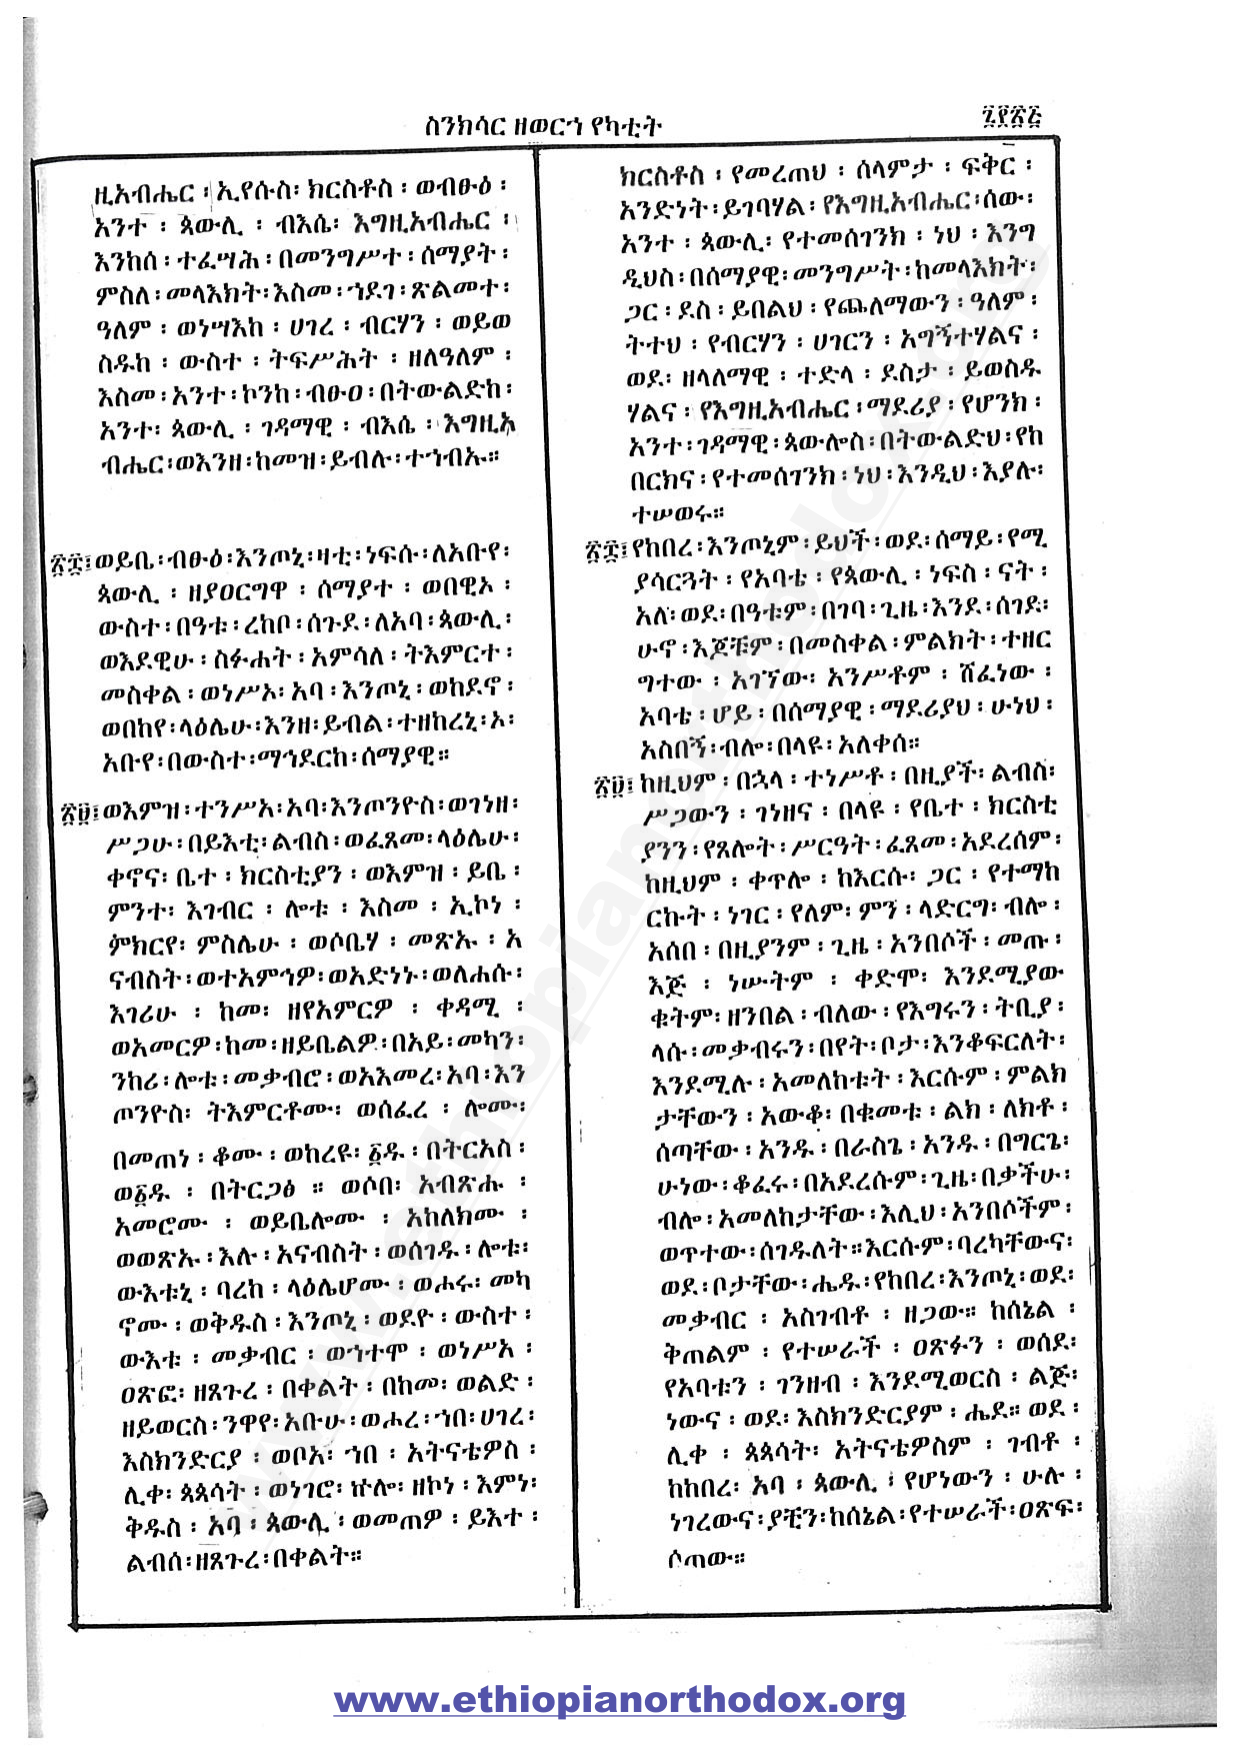 ስንክሳር ዘወርኀ የካቲት
ዚአብሔር ፡ ኢየሱስ፡ ክርስቶስ ፡ ወብፁዕ ፡
አንተ ፡ ጳውሊ ፡ ብእሴ፡ እግዚአብሔር ፡
እንከሰ ፡ ተፈሣሕ ፡ በመንግሥተ ፡ ሰማያት ፡
ምስለ ፡ መላእክት ፡ እስመ ፡ ኀደገ ፡ ጽልመተ ፡
ዓለም ፡ ወነሣእከ ፡ ሀገረ ፡ ብርሃን ፡ ወይወ
ስዱከ ፡ ውስተ ፡ ትፍሥሕት ፡ ዘለዓለም ፡
እስመ ፡ አንተ ፡ ኮንከ ፡ ብፁዐ ፡ በትውልድከ ፡
አንተ፡ ጳውሊ ፡ ገዳማዊ ፡ ብእሴ ፡ እግዚአ
ብሔር ፡ ወእንዘ ፡ ከመዝ ፡ ይብሉ ፡ ተኀብኡ።
፳፰፤ ወይቤ ፡ ብፁዕ ፡ እንጦኒ ፡ ዛቲ ፡ ነፍሱ ፡ ለአቡየ ፡
ጳውሊ ፡ ዘያዐርግዋ ፡ ሰማያተ ፡ ወበዊኦ ፡
ውስተ ፡ በዓቱ ፡ ረከቦ ፡ ሰጉደ ፡ ለአባ ፡ ጳውሊ ፡
ወእደዊሁ ፡ ስፉሐት ፡ አምሳለ ፡ ትእምርተ ፡
መስቀል ፡ ወነሥኦ፡ አባ ፡ እንጦኒ ፡ ወከደኖ ፡
ወበከየ ፡ ላዕሌሁ ፡ እንዘ ፡ ይብል ፡ ተዘከረኒ ፡ ኦ ፡
አቡየ ፡ በውስተ ፡ ማኅደርከ ፡ ሰማያዊ።
፳፱፤ ወእምዝ ፡ ተንሥአ ፡ አባ ፡ እንጦንዮስ ፡ ወገነዘ ፡
ሥጋሁ ፡ በይእቲ፡ ልብስ ፡ ወፈጸመ ፡ ላዕሌሁ ፡
ቀኖና፡ ቤተ ፡ ክርስቲያን ፡ ወእምዝ ፡ ይቤ ፡
ምንተ፡ እገብር ፡ ሎቱ ፡ እስመ ፡ ኢኮነ ፡
ምክርየ፡ ምስሌሁ ፡ ወሶቤሃ ፡ መጽኡ ፡ አ
ናብስት ፡ ወተአምኅዎ ፡ ወአድነኑ ፡ ወለሐሱ ፡
እገሪሁ ፡ ከመ፡ ዘየአምርዎ ፡ ቀዳሚ ፡
ወአመርዎ ፡ ከመ ፡ ዘይቤልዎ ፡ በአይ ፡ መካን ፡
ንከሪ ፡ ሎቱ ፡ መቃብሮ ፡ ወአእመረ ፡ አባ ፡ እን
ጦንዮስ፡ ትእምርቶሙ፡ ወሰፈረ ፡ ሎሙ፡
በመጠነ ፡ ቆሙ ፡ ወከረዩ፡ ፩ዱ ፡ በትርአስ ፡
ወ፩ዱ ፡ በትርጋፅ ። ወሶበ፡ አብጽሑ ፡
አመሮሙ ፡ ወይቤሎሙ ፡ አከለክሙ ፡
ወወጽኡ ፡ እሉ ፡ አናብስት ፡ ወሰገዱ ፡ ሎቱ፡
ውእቱኒ ፡ ባረከ ፡ ላዕሌሆሙ ፡ ወሐሩ፡ መካ
ኖሙ ፡ ወቅዱስ ፡ እንጦኒ ፡ ወደዮ ፡ ውስተ ፡
ውእቱ ፡ መቃብር ፡ ወኀተሞ ፡ ወነሥአ ፡
ዐጽፎ፡ ዘጸጉረ ፡ በቀልት ፡ በከመ፡ ወልድ ፡
ዘይወርስ ፡ ንዋየ ፡ አቡሁ ፡ ወሖረ ፡ ኀበ ፡ ሀገረ ፡
እስክንድርያ ፡ ወቦአ፡ ኀበ ፡ አትናቴዎስ ፡
ሊቀ፡ ጳጳሳት ፡ ወነገሮ፡ ኵሎ፡ ዘኮነ ፡ እምነ፡
ቅዱስ ፡ አባ ፡ ጳውሊ ፡ ወመጠዎ ፡ ይእተ ፡
ልብሰ ፡ ዘጸጉረ ፡ በቀልት።
ክርስቶስ ፡ የመረጠህ ፡ ሰላምታ ፡ ፍቅር ፡
አንድነት ፡ ይገባሃል ፡ የእግዚአብሔር ፡ ሰው፡
አንተ ፡ ጳውሊ፡ የተመሰገንክ ፡ ነህ ፡ እንግ
ዲህስ ፡ በሰማያዊ ፡ መንግሥት ፡ ከመላእክት፡
ጋር ፡ ደስ ፡ ይበልህ ፡ የጨለማውን ፡ ዓለም ፡
ትተህ ፡ የብርሃን ፡ ሀገርን ፡ አግኝተሃልና ፡
ወደ፡ ዘላለማዊ ፡ ተድላ ፡ ደስታ ፡ ይወስዱ
ሃልና ፡ የእግዚአብሔር ፡ ማደሪያ ፡ የሆንክ ፡
አንተ ፡ ገዳማዊ ፡ ጳውሎስ ፡ በትውልድህ ፡ የከ
በርክና ፡ የተመሰገንክ ፡ ነህ ፡ እንዲህ ፡ እያሉ፡
ተሠወሩ።
፳፰፤ የከበረ ፡ እንጦኒም ፡ ይህች ፡ ወደ ፡ ሰማይ ፡ የሚ
ያሳርጓት ፡ የአባቴ ፡ የጳውሊ ፡ ነፍስ ፡ ናት ፡
አለ፡ ወደ፡ በዓቱም ፡ በገባ ፡ ጊዜ ፡ እንደ ፡ ሰገደ፡
ሁኖ ፡ እጆቹም ፡ በመስቀል ፡ ምልክት ፡ ተዘር
ግተው ፡ አገኘው፡ አንሥቶም ፡ ሸፈነው ፡
አባቴ ፡ ሆይ ፡ በሰማያዊ ፡ ማደሪያህ ፡ ሁነህ ፡
አስበኝ ፡ ብሎ ፡ በላዩ ፡ አለቀሰ።
፳፱፤ ከዚህም ፡ በኋላ ፡ ተነሥቶ ፡ በዚያች፡ ልብስ፡
ሥጋውን ፡ ገነዘና ፡ በላዩ ፡ የቤተ ፡ ክርስቲ
ያንን ፡ የጸሎት ፡ ሥርዓት ፡ ፈጸመ ፡ አደረሰም ፡
ከዚህም ፡ ቀጥሎ ፡ ከእርሱ፡ ጋር ፡ የተማከ
ርኩት ፡ ነገር ፡ የለም፡ ምን ፡ ላድርግ፡ ብሎ ፡
አሰበ ፡ በዚያንም ፡ ጊዜ ፡ አንበሶች ፡ መጡ ፡
እጅ ፡ ነሡትም ፡ ቀድሞ፡ እንደሚያው
ቁትም፡ ዘንበል ፡ ብለው ፡ የእግሩን ፡ ትቢያ ፡
ላሱ ፡ መቃብሩን ፡ በየት ፡ ቦታ ፡ እንቆፍርለት ፡
እንደሚሉ ፡ አመለከቱት ፡ እርሱም ፡ ምልክ
ታቸውን ፡ አውቆ፡ በቁመቱ ፡ ልክ ፡ ለክቶ ፡
ሰጣቸው ፡ አንዱ ፡ በራስጌ ፡ አንዱ ፡ በግርጌ፡
ሁነው ፡ ቆፈሩ ፡ በአደረሱም ፡ ጊዜ ፡ በቃችሁ፡
ብሎ ፡ አመለከታቸው ፡ እሊህ ፡ አንበሶችም ፡
ወጥተው ፡ ሰገዱለት ። እርሱም ፡ ባረካቸውና፡
ወደ ፡ ቦታቸው ፡ ሔዱ ፡ የከበረ ፡ እንጦኒ ፡ ወደ፡
መቃብር ፡ አስገብቶ ፡ ዘጋው። ከሰኔል ፡
ቅጠልም ፡ የተሠራች ፡ ዐጽፉን ፡ ወሰደ፡
የአባቱን ፡ ገንዘብ ፡ እንደሚወርስ ፡ ልጅ፡
ነውና ፡ ወደ፡ እስክንድርያም ፡ ሔደ። ወደ ፡
ሊቀ ፡ ጳጳሳት፡ አትናቴዎስም ፡ ገብቶ ፡
ከከበረ፡ አባ ፡ ጳውሊ ፡ የሆነውን ፡ ሁሉ ፡
ነገረውና ፡ ያቺን ፡ ከሰኔል ፡ የተሠራች ፡ ዐጽፍ፡
ሶጣው።
www.ethiopianorthodox.org